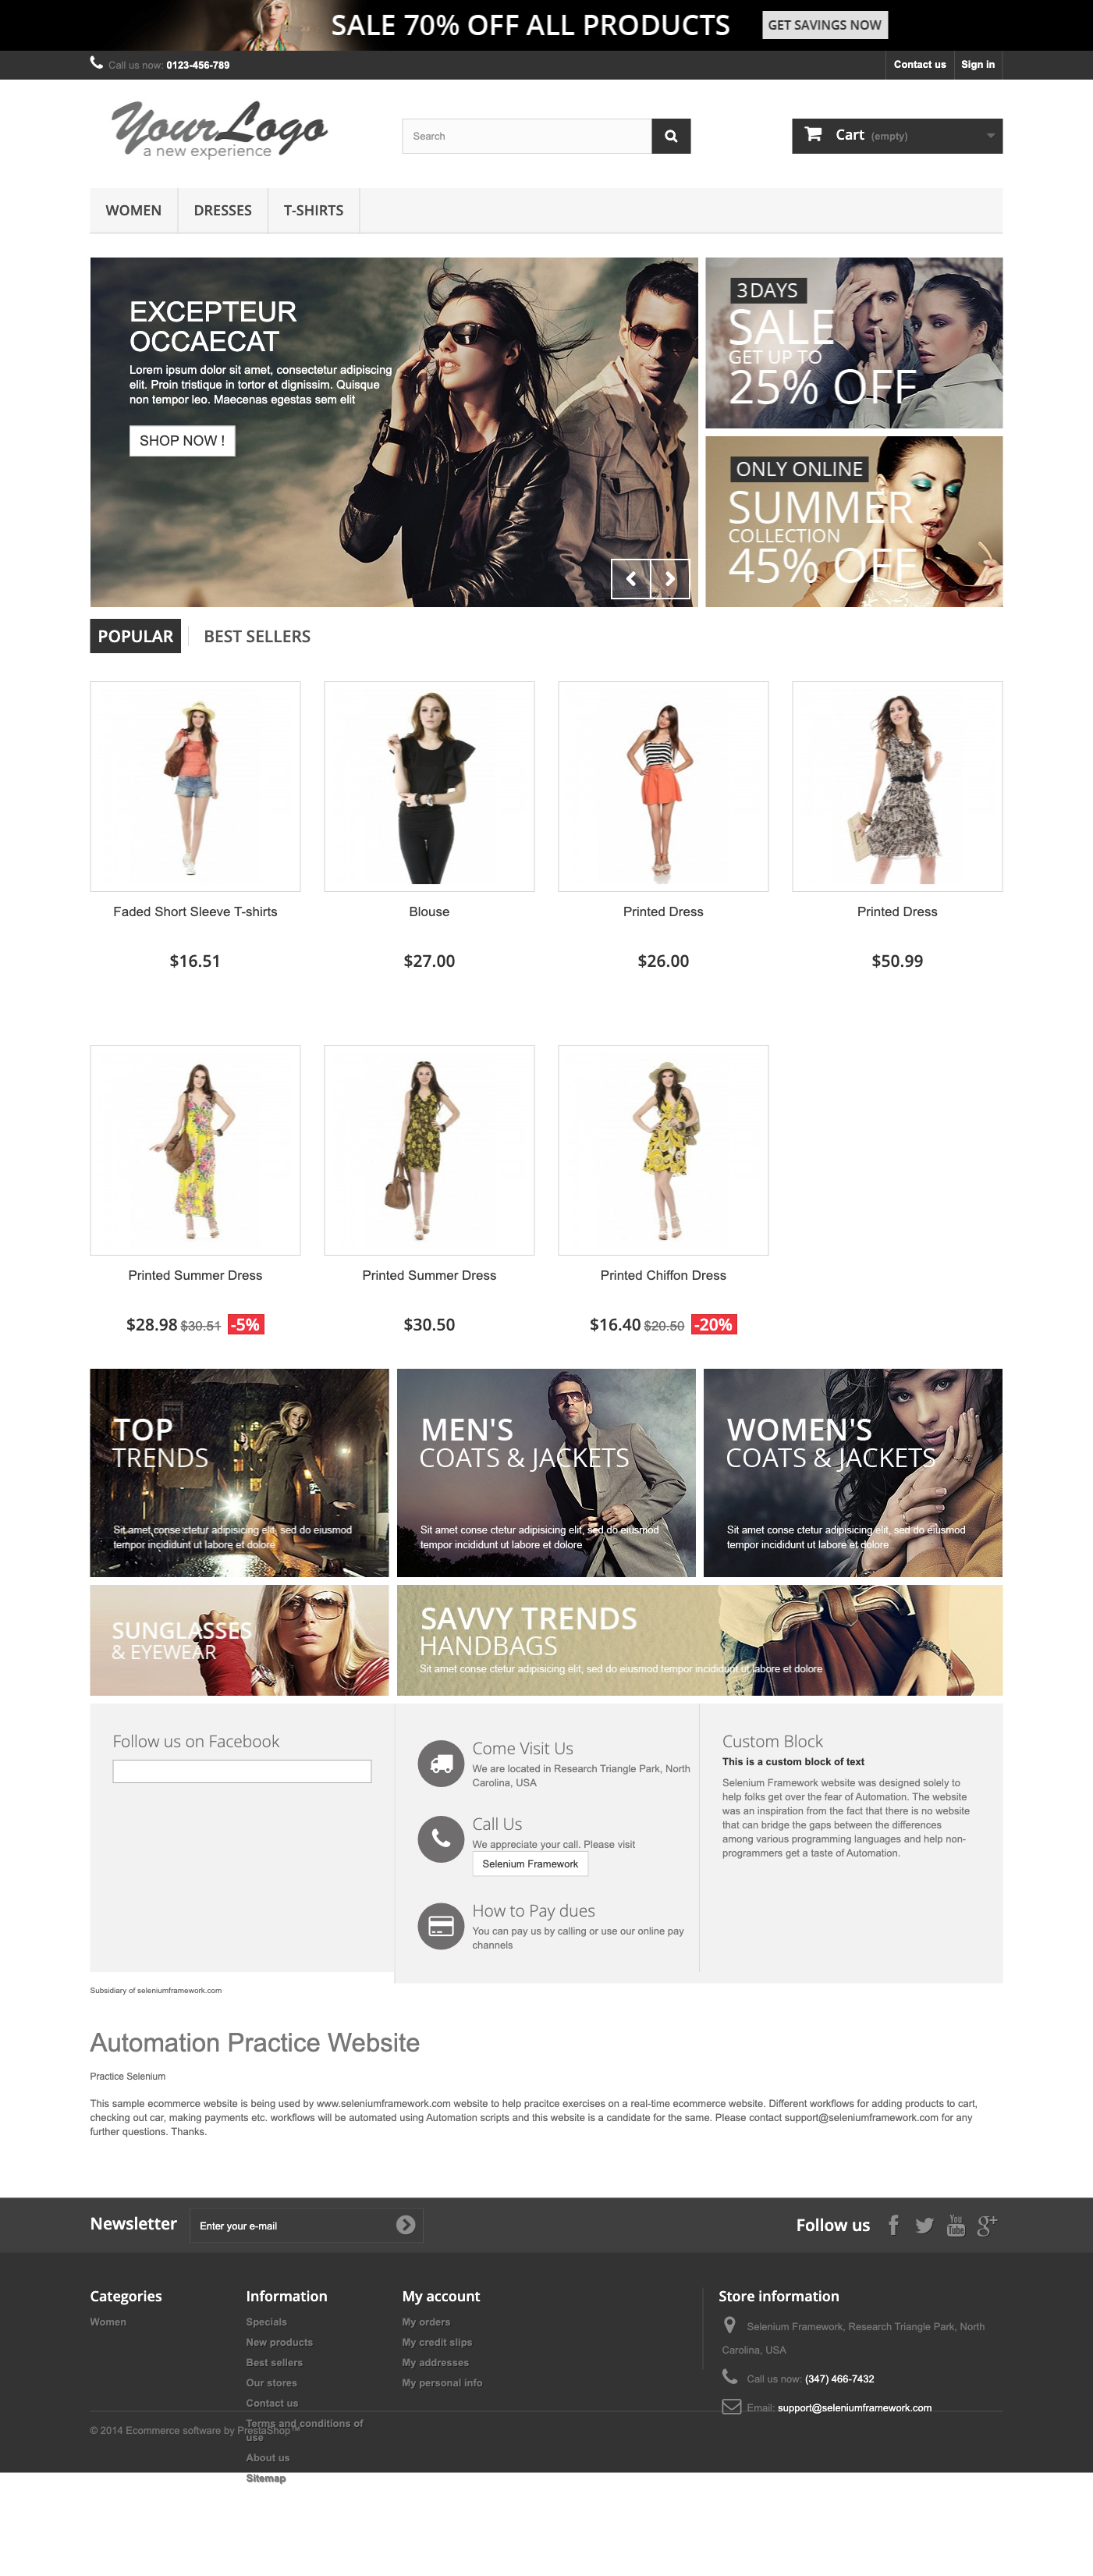 SALE 70% OFF ALL PRODUCTS
GET SAVINGS NOW
Call us now: 0123-456-789
Contact us
Sign in
YourLogo
a new experience
Search
Cart (empty)
WOMEN
DRESSES
T-SHIRTS
EXCEPTEUR
OCCAECAT
Lorem ipsum dolor sit amet, consectetur adipiscing
elit. Proin tristique in tortor et dignissim. Quisque
non tempor leo. Maecenas egestas sem elit
SHOP NOW !
3 DAYS
SALE
GET UP TO
25% OFF
ONLY ONLINE
SUMMER
COLLECTION
45% OFF
POPULAR
BEST SELLERS
Faded Short Sleeve T-shirts
$16.51
Blouse
$27.00
Printed Dress
$26.00
Printed Dress
$50.99
Printed Summer Dress
$28.98 $30.51 -5%
Printed Summer Dress
$30.50
Printed Chiffon Dress
$16.40 $20.50 -20%
TOP
TRENDS
Sit amet conse ctetur adipisicing elit, sed do eiusmod
tempor incididunt ut labore et dolore
MEN'S
COATS & JACKETS
Sit amet conse ctetur adipisicing elit, sed do eiusmod
tempor incididunt ut labore et dolore
WOMEN'S
COATS & JACKETS
Sit amet conse ctetur adipisicing elit, sed do eiusmod
tempor incididunt ut labore et dolore
SUNGLASSES
& EYEWEAR
SAVVY TRENDS
HANDBAGS
Sit amet conse ctetur adipisicing elit, sed do eiusmod tempor incididunt ut labore et dolore
Follow us on Facebook
Come Visit Us
We are located in Research Triangle Park, North
Carolina, USA
Call Us
We appreciate your call. Please visit
Selenium Framework
How to Pay dues
You can pay us by calling or use our online pay
channels
Custom Block
This is a custom block of text
Selenium Framework website was designed solely to
help folks get over the fear of Automation. The website
was an inspiration from the fact that there is no website
that can bridge the gaps between the differences
among various programming languages and help non-
programmers get a taste of Automation.
Subsidiary of seleniumframework.com
Automation Practice Website
Practice Selenium
This sample ecommerce website is being used by www.seleniumframework.com website to help pracitce exercises on a real-time ecommerce website. Different workflows for adding products to cart,
checking out car, making payments etc. workflows will be automated using Automation scripts and this website is a candidate for the same. Please contact support@seleniumframework.com for any
further questions. Thanks.
Newsletter
Enter your e-mail
Follow us
You
Tube
g+
Categories
Women
Information
Specials
New products
Best sellers
Our stores
Contact us
Terms and conditions of
use
About us
Sitemap
My account
My orders
My credit slips
My addresses
My personal info
Store information
Selenium Framework, Research Triangle Park, North
Carolina, USA
Call us now: (347) 466-7432
Email: support@seleniumframework.com
© 2014 Ecommerce software by PrestaShop™